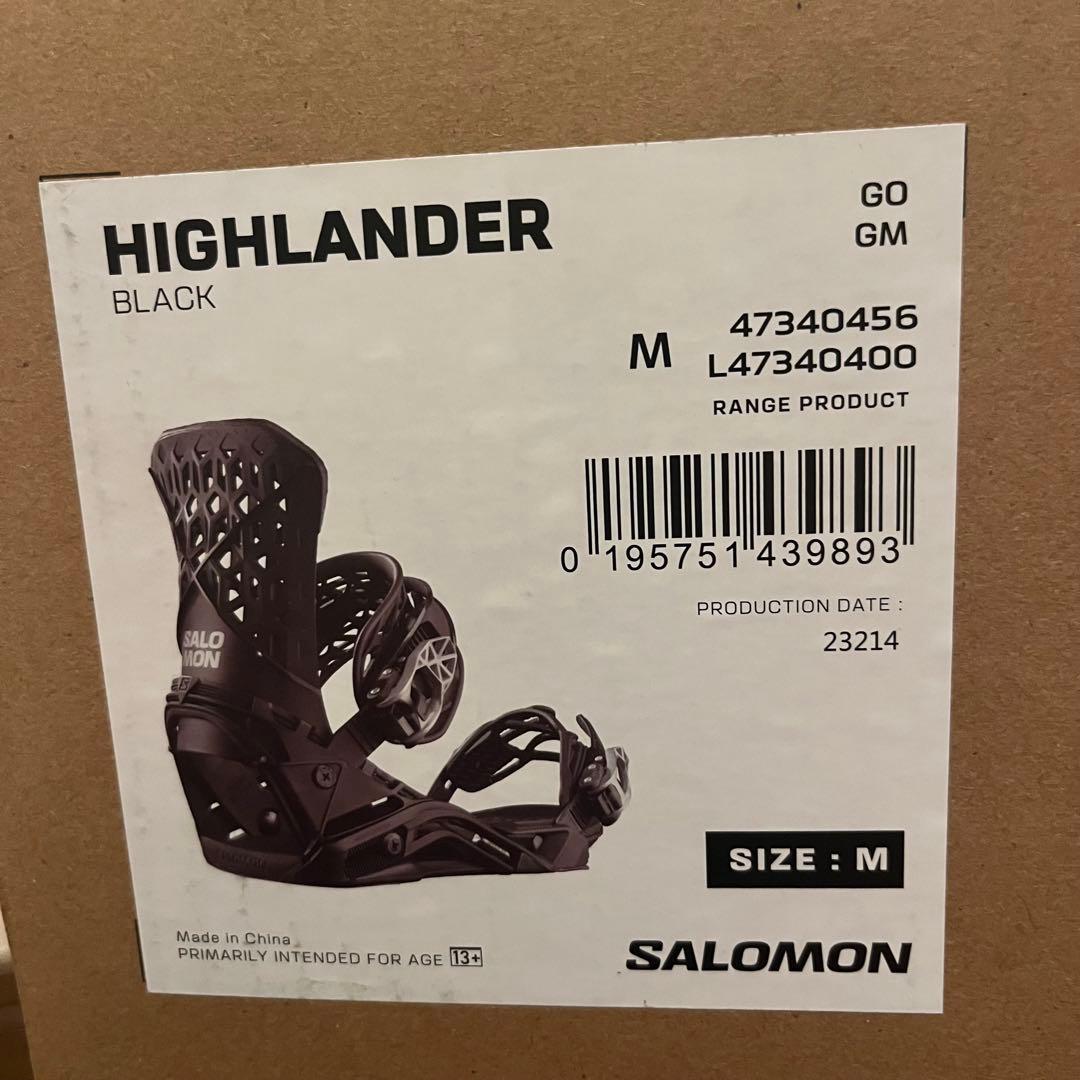 HIGHLANDER
BLACK
GO
GM
M
47340456
L47340400
RANGE PRODUCT
0 195751 439893
PRODUCTION DATE :
23214
SALO
MON
SIZE : M
Made in China
PRIMARILY INTENDED FOR AGE 13+
SALOMON